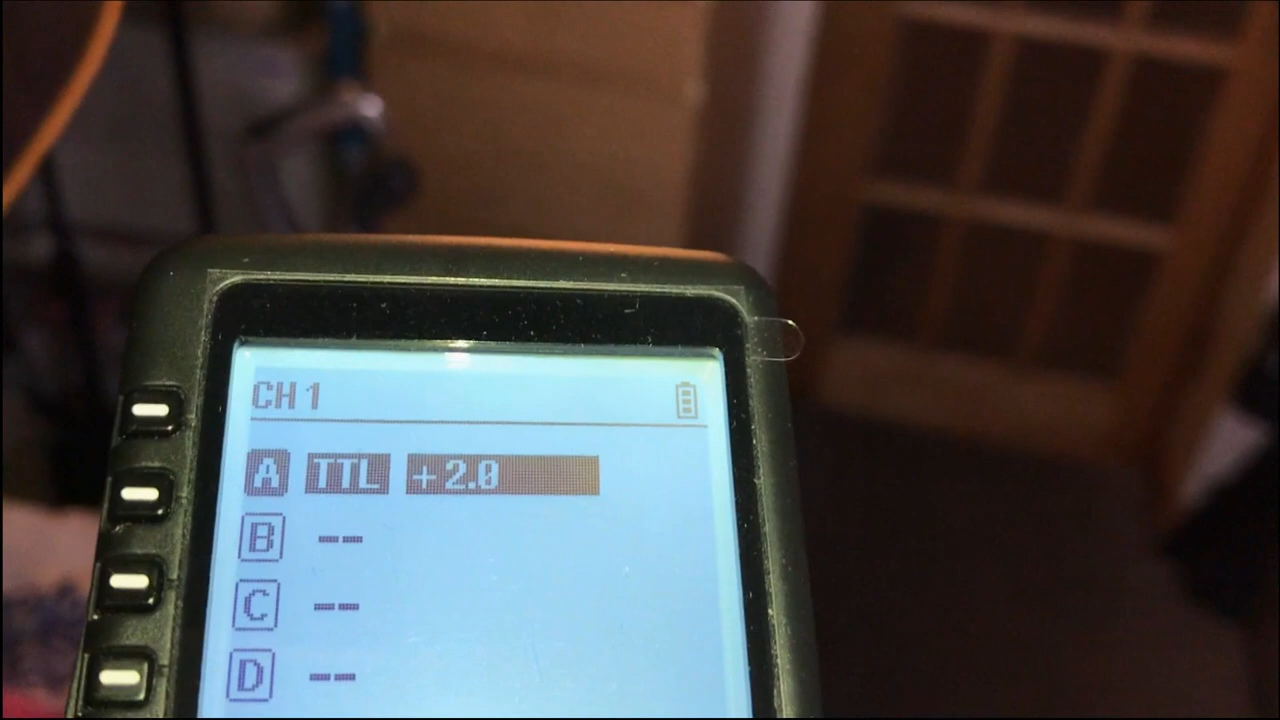 CH 1
A TTL +2.0
B --
C --
D --